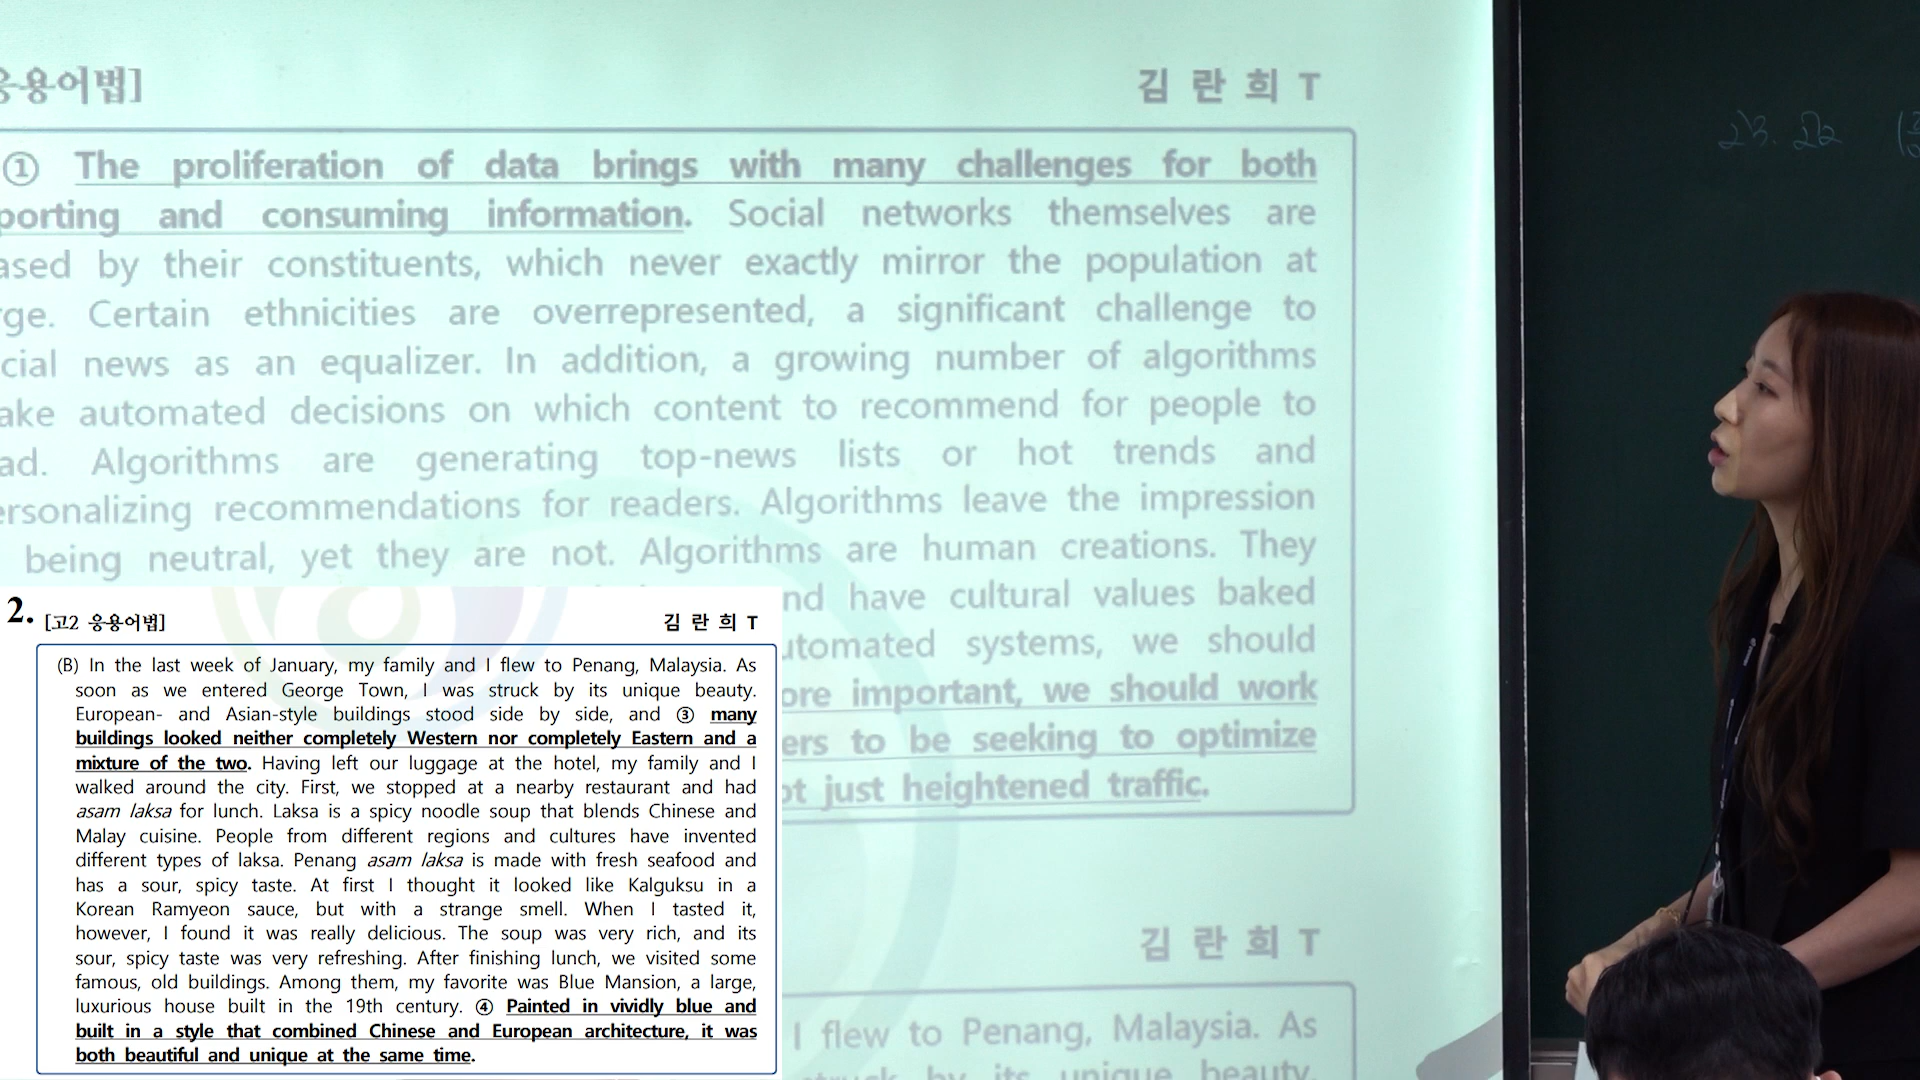 응용어법]
김 란 희 T
① The proliferation of data brings with many challenges for both
porting and consuming information. Social networks themselves are
ased by their constituents, which never exactly mirror the population at
rge. Certain ethnicities are overrepresented, a significant challenge to
cial news as an equalizer. In addition, a growing number of algorithms
ake automated decisions on which content to recommend for people to
ad. Algorithms are generating top-news lists or hot trends and
ersonalizing recommendations for readers. Algorithms leave the impression
being neutral, yet they are not. Algorithms are human creations. They
nd have cultural values baked
utomated systems, we should
ore important, we should work
ers to be seeking to optimize
ot just heightened traffic.
김 란 희 T
I flew to Penang, Malaysia. As
struck by its unique beauty.
2. [고2 응용어법]
김 란 희 T
(B) In the last week of January, my family and I flew to Penang, Malaysia. As
soon as we entered George Town, I was struck by its unique beauty.
European- and Asian-style buildings stood side by side, and ③ many
buildings looked neither completely Western nor completely Eastern and a
mixture of the two. Having left our luggage at the hotel, my family and I
walked around the city. First, we stopped at a nearby restaurant and had
asam laksa for lunch. Laksa is a spicy noodle soup that blends Chinese and
Malay cuisine. People from different regions and cultures have invented
different types of laksa. Penang asam laksa is made with fresh seafood and
has a sour, spicy taste. At first I thought it looked like Kalguksu in a
Korean Ramyeon sauce, but with a strange smell. When I tasted it,
however, I found it was really delicious. The soup was very rich, and its
sour, spicy taste was very refreshing. After finishing lunch, we visited some
famous, old buildings. Among them, my favorite was Blue Mansion, a large,
luxurious house built in the 19th century. ④ Painted in vividly blue and
built in a style that combined Chinese and European architecture, it was
both beautiful and unique at the same time.
23. 고2